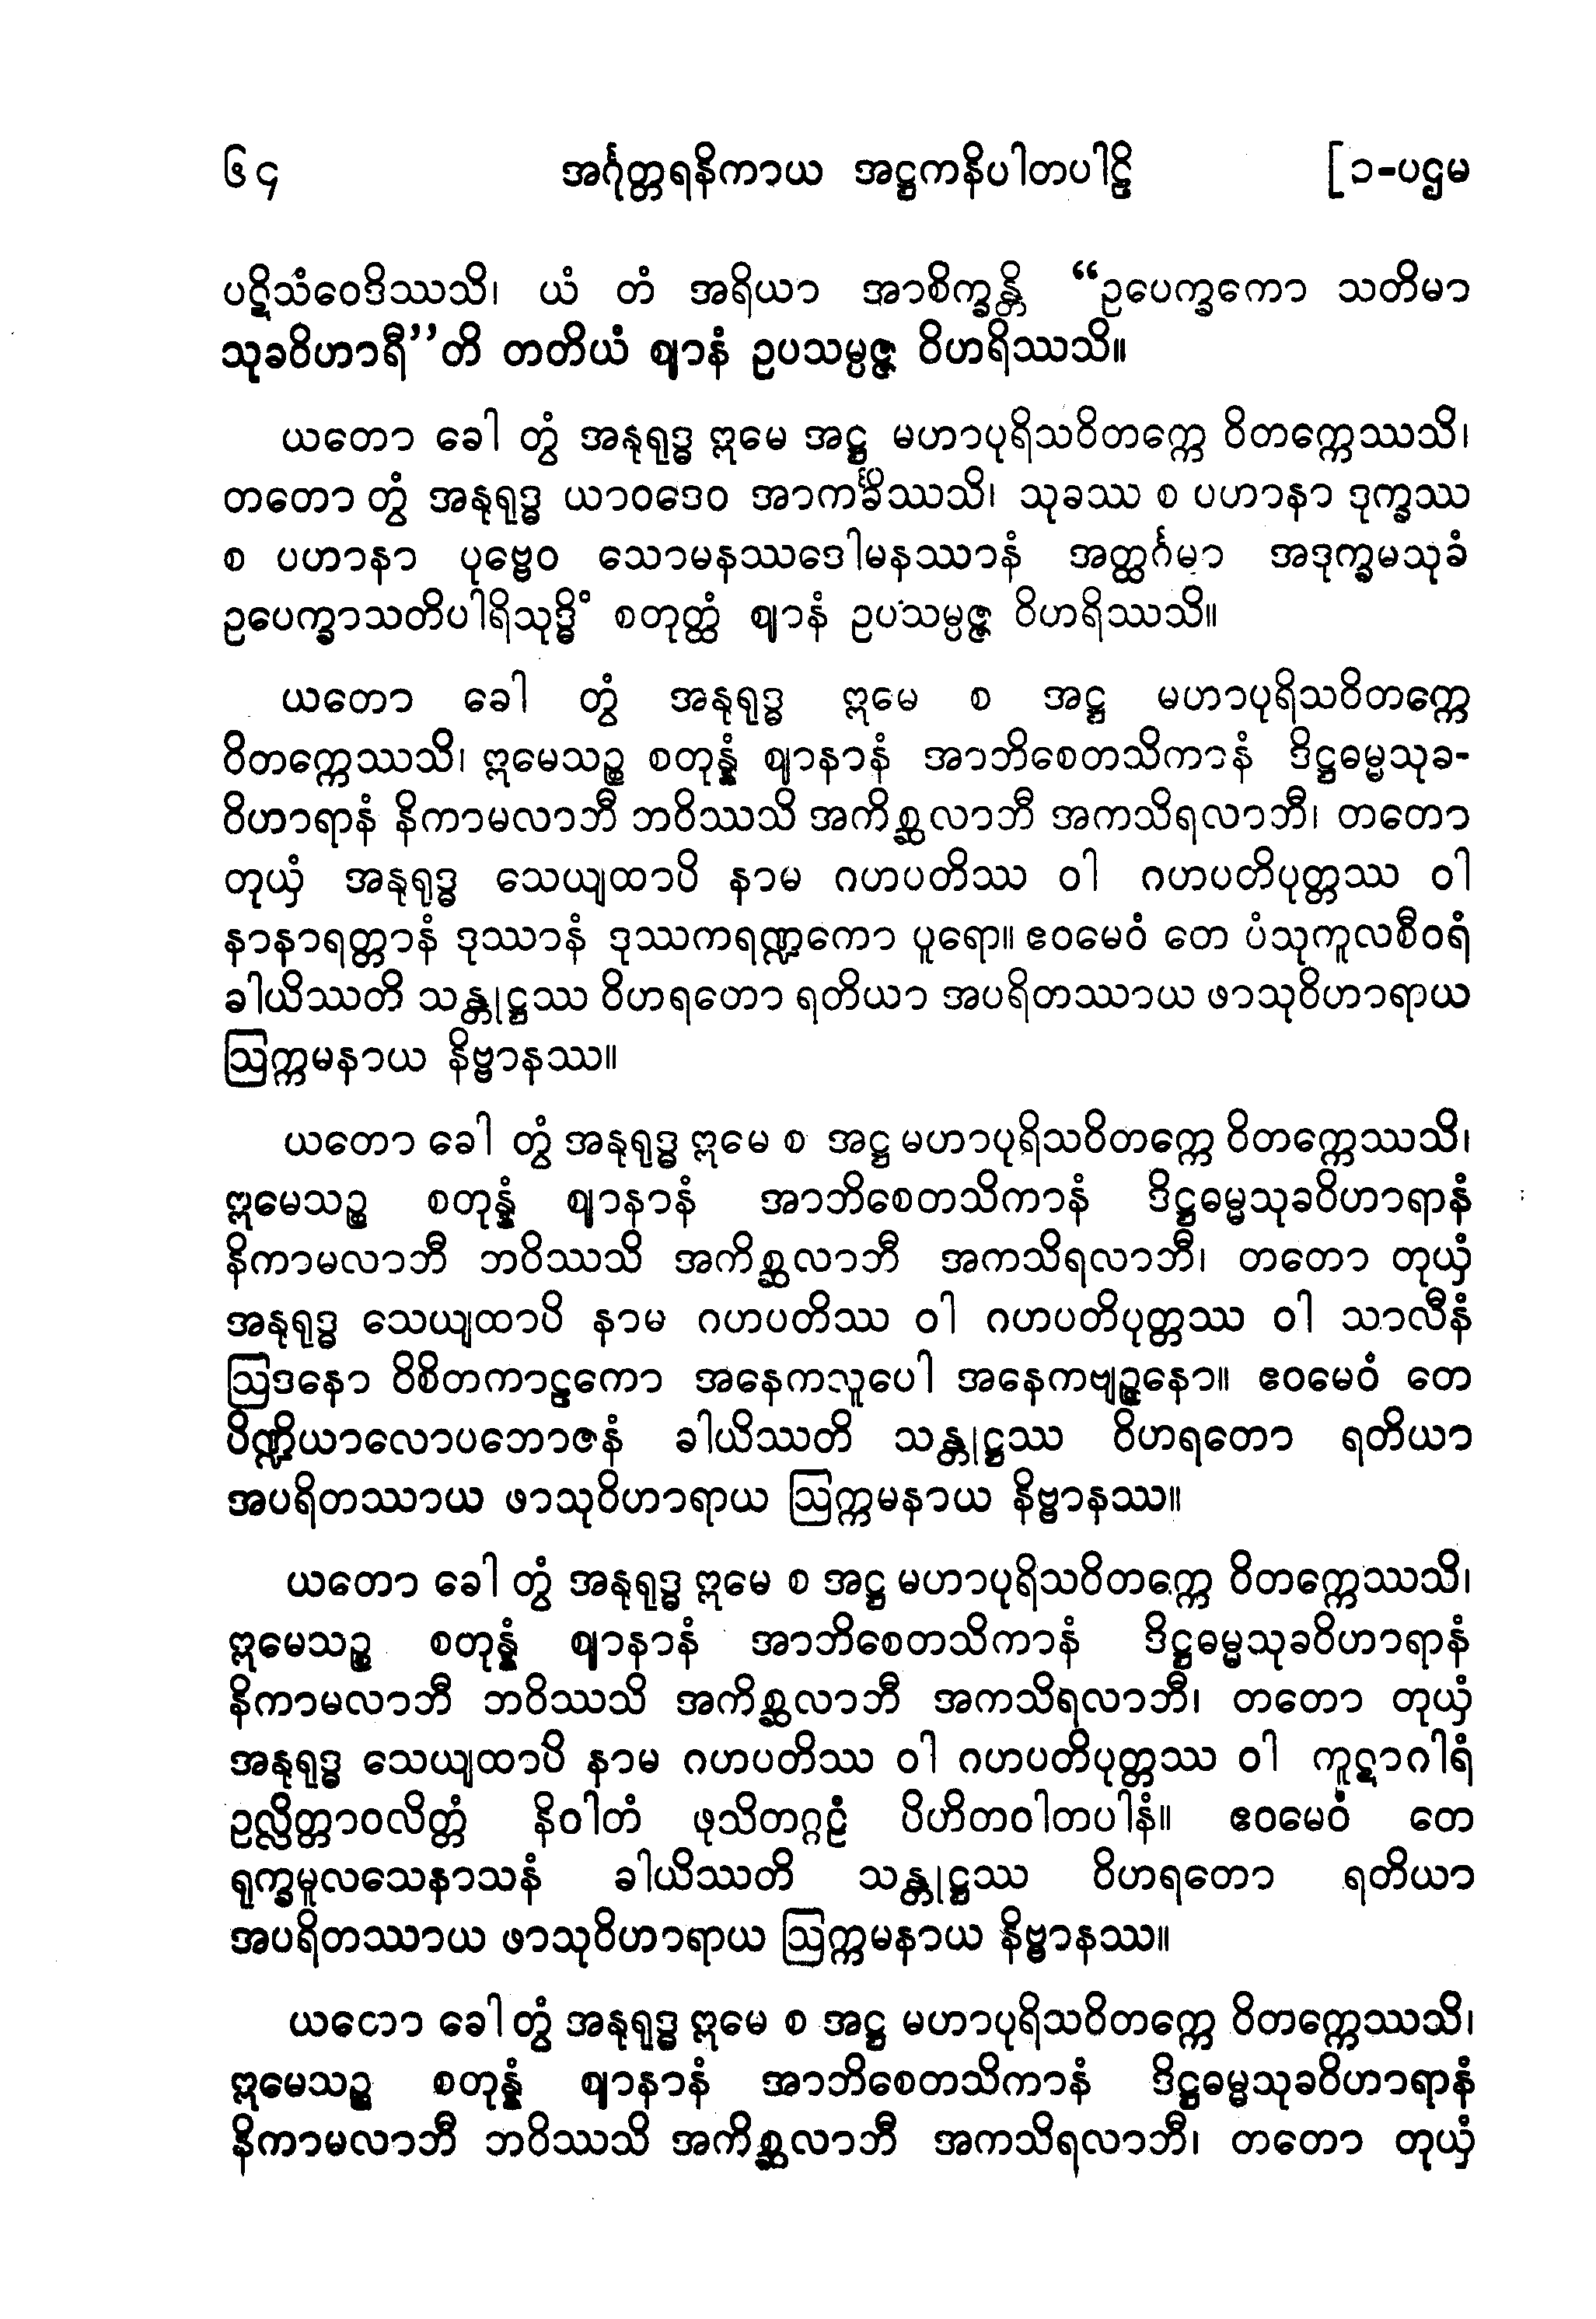 ၆၄ အင်္ဂုတ္တရနိကာယ အဋ္ဌကနိပါတပါဠိ [၁-ပဌမ
ပဋိသံဝေဒိဿသိ၊ ယံ တံ အရိယာ အာစိက္ခန္တိ “ဥပေက္ခကော သတိမာ
သုခဝိဟာရီ”တိ တတိယံ ဈာနံ ဥပသမ္ပဇ္ဇ ဝိဟရိဿသိ။
ယတော ခေါ တွံ အနုရုဒ္ဓ ဣမေ အဋ္ဌ မဟာပုရိသဝိတက္ကေ ဝိတက္ကေဿသိ၊
တတော တွံ အနုရုဒ္ဓ ယာဝဒေဝ အာကင်္ခိဿသိ၊ သုခဿ စ ပဟာနာ ဒုက္ခဿ
စ ပဟာနာ ပုဗ္ဗေဝ သောမနဿဒေါမနဿာနံ အတ္ထင်္ဂမာ အဒုက္ခမသုခံ
ဥပေက္ခာသတိပါရိသုဒ္ဓိံ စတုတ္ထံ ဈာနံ ဥပသမ္ပဇ္ဇ ဝိဟရိဿသိ။
ယတော ခေါ တွံ အနုရုဒ္ဓ ဣမေ စ အဋ္ဌ မဟာပုရိသဝိတက္ကေ
ဝိတက္ကေဿသိ၊ ဣမေသဉ္စ စတုန္နံ ဈာနာနံ အာဘိစေတသိကာနံ ဒိဋ္ဌဓမ္မသုခ-
ဝိဟာရာနံ နိကာမလာဘီ ဘဝိဿသိ အကိစ္ဆလာဘီ အကသိရလာဘီ၊ တတော
တုယှံ အနုရုဒ္ဓ သေယျထာပိ နာမ ဂဟပတိဿ ဝါ ဂဟပတိပုတ္တဿ ဝါ
နာနာရတ္တာနံ ဒုဿာနံ ဒုဿကရဏ္ဍကော ပူရော။ ဧဝမေဝံ တေ ပံသုကူလစီဝရံ
ခါယိဿတိ သန္တုဋ္ဌဿ ဝိဟရတော ရတိယာ အပရိတဿာယ ဖာသုဝိဟာရာယ
ဩက္ကမနာယ နိဗ္ဗာနဿ။
ယတော ခေါ တွံ အနုရုဒ္ဓ ဣမေ စ အဋ္ဌ မဟာပုရိသဝိတက္ကေ ဝိတက္ကေဿသိ၊
ဣမေသဉ္စ စတုန္နံ ဈာနာနံ အာဘိစေတသိကာနံ ဒိဋ္ဌဓမ္မသုခဝိဟာရာနံ
နိကာမလာဘီ ဘဝိဿသိ အကိစ္ဆလာဘီ အကသိရလာဘီ၊ တတော တုယှံ
အနုရုဒ္ဓ သေယျထာပိ နာမ ဂဟပတိဿ ဝါ ဂဟပတိပုတ္တဿ ဝါ သာလီနံ
ဩဒနော ဝိစိတကာဠကော အနေကသူပေါ အနေကဗျဉ္ဇနော။ ဧဝမေဝံ တေ
ပိဏ္ဍိယာလောပဘောဇနံ ခါယိဿတိ သန္တုဋ္ဌဿ ဝိဟရတော ရတိယာ
အပရိတဿာယ ဖာသုဝိဟာရာယ ဩက္ကမနာယ နိဗ္ဗာနဿ။
ယတော ခေါ တွံ အနုရုဒ္ဓ ဣမေ စ အဋ္ဌ မဟာပုရိသဝိတက္ကေ ဝိတက္ကေဿသိ၊
ဣမေသဉ္စ စတုန္နံ ဈာနာနံ အာဘိစေတသိကာနံ ဒိဋ္ဌဓမ္မသုခဝိဟာရာနံ
နိကာမလာဘီ ဘဝိဿသိ အကိစ္ဆလာဘီ အကသိရလာဘီ၊ တတော တုယှံ
အနုရုဒ္ဓ သေယျထာပိ နာမ ဂဟပတိဿ ဝါ ဂဟပတိပုတ္တဿ ဝါ ကူဋာဂါရံ
ဥလ္လိတ္တာဝလိတ္တံ နိဝါတံ ဖုသိတဂ္ဂဠံ ပိဟိတဝါတပါနံ။ ဧဝမေဝံ တေ
ရုက္ခမူလသေနာသနံ ခါယိဿတိ သန္တုဋ္ဌဿ ဝိဟရတော ရတိယာ
အပရိတဿာယ ဖာသုဝိဟာရာယ ဩက္ကမနာယ နိဗ္ဗာနဿ။
ယတော ခေါ တွံ အနုရုဒ္ဓ ဣမေ စ အဋ္ဌ မဟာပုရိသဝိတက္ကေ ဝိတက္ကေဿသိ၊
ဣမေသဉ္စ စတုန္နံ ဈာနာနံ အာဘိစေတသိကာနံ ဒိဋ္ဌဓမ္မသုခဝိဟာရာနံ
နိကာမလာဘီ ဘဝိဿသိ အကိစ္ဆလာဘီ အကသိရလာဘီ၊ တတော တုယှံ